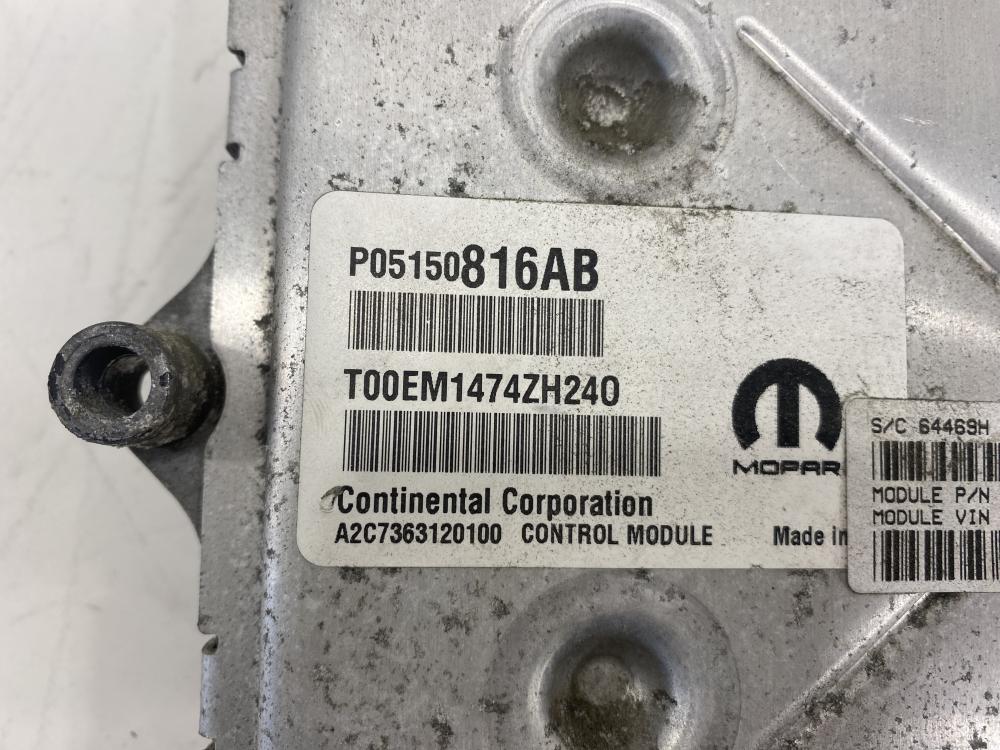 P05150816AB
T00EM1474ZH240
MOPAR
Continental Corporation
A2C7363120100 CONTROL MODULE
Made in
S/C 64469H
MODULE P/N
MODULE VIN